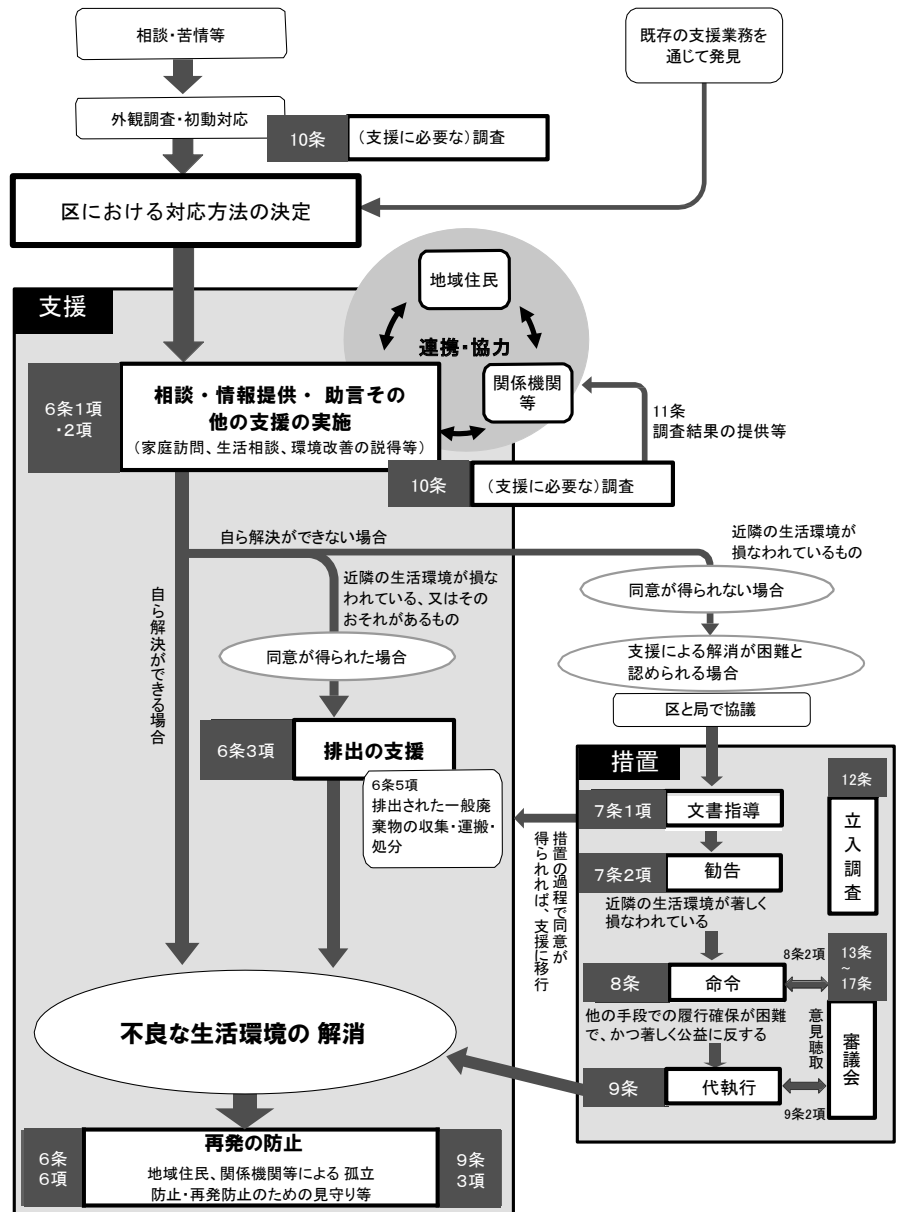 相談・苦情等
既存の支援業務を
通じて発見
外観調査・初動対応
10条
(支援に必要な)調査
区における対応方法の決定
支援
地域住民
連携・協力
関係機関
等
6条1項
・2項
相談・情報提供・ 助言その
他の支援の実施
(家庭訪問、生活相談、環境改善の説得等)
11条
調査結果の提供等
10条
(支援に必要な)調査
自ら解決ができない場合
近隣の生活環境が
損なわれているもの
自ら解決ができる場合
近隣の生活環境が損な
われている、又はその
おそれがあるもの
同意が得られない場合
同意が得られた場合
支援による解消が困難と
認められる場合
区と局で協議
6条3項
排出の支援
6条5項
排出された一般廃
棄物の収集・運搬・
処分
措置
12条
立入調査
7条1項
文書指導
措置の過程で同意が
得られれば、支援に移行
7条2項
勧告
近隣の生活環境が著しく
損なわれている
8条2項
13条
~
17条
8条
命令
他の手段での履行確保が困難
で、かつ著しく公益に反する
意見聴取
審議会
9条
代執行
9条2項
不良な生活環境の 解消
6条
6項
再発の防止
地域住民、関係機関等による 孤立
防止・再発防止のための見守り等
9条
3項